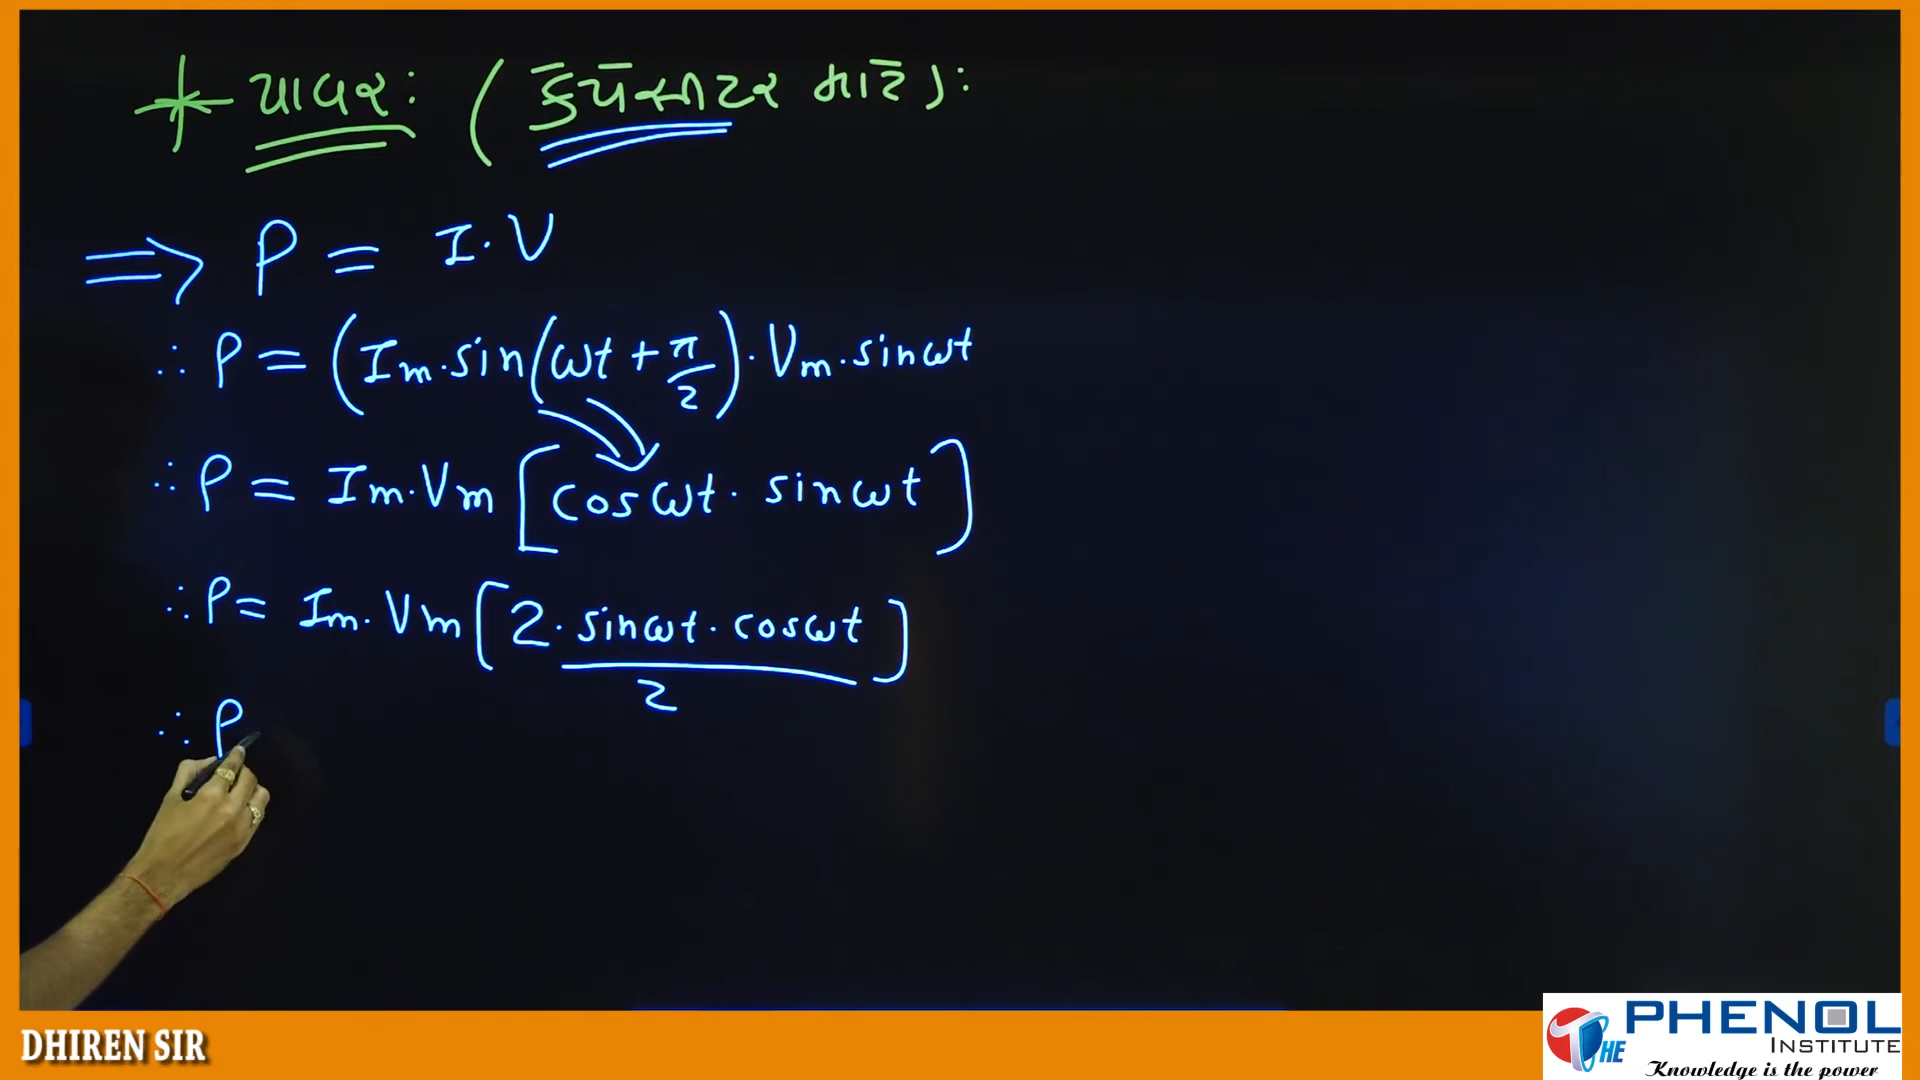 * પાવર: (કેપેસીટર માટે):
⇒ P = I·V
∴ P = (Im·sin(ωt + π/2)·Vm·sinωt
∴ P = Im·Vm [cosωt · sinωt]
∴ P = Im·Vm [2·sinωt·cosωt / 2]
∴ P
DHIREN SIR
THE PHENOL
INSTITUTE
Knowledge is the power